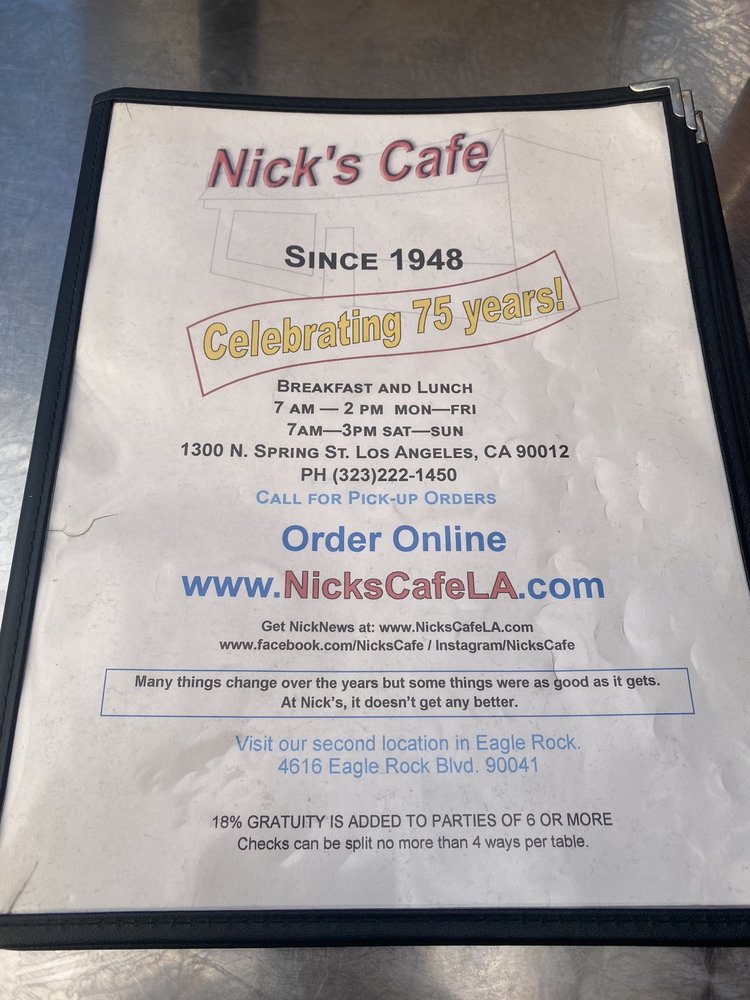 Nick's Cafe
SINCE 1948
Celebrating 75 years!
BREAKFAST AND LUNCH
7 AM — 2 PM MON—FRI
7AM—3PM SAT—SUN
1300 N. SPRING ST. LOS ANGELES, CA 90012
PH (323)222-1450
CALL FOR PICK-UP ORDERS
Order Online
www.NicksCafeLA.com
Get NickNews at: www.NicksCafeLA.com
www.facebook.com/NicksCafe / Instagram/NicksCafe
Many things change over the years but some things were as good as it gets.
At Nick's, it doesn't get any better.
Visit our second location in Eagle Rock.
4616 Eagle Rock Blvd. 90041
18% GRATUITY IS ADDED TO PARTIES OF 6 OR MORE
Checks can be split no more than 4 ways per table.